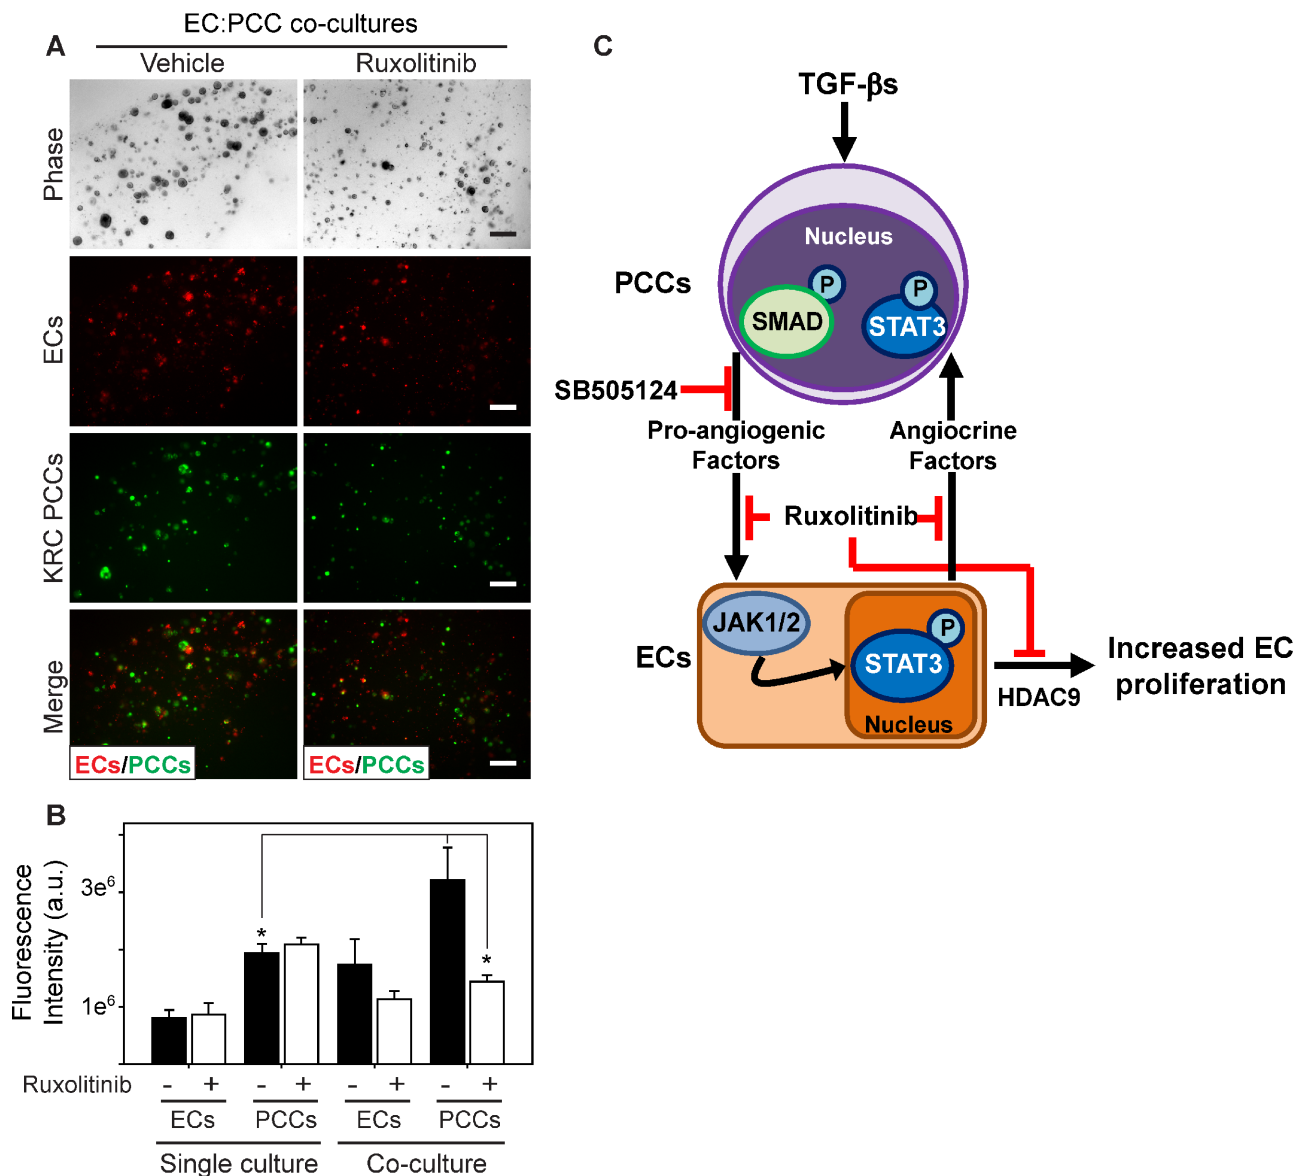 A
EC:PCC co-cultures
Vehicle
Ruxolitinib
Phase
ECs
KRC PCCs
Merge
ECs/PCCs
ECs/PCCs
B
Fluorescence
Intensity (a.u.)
3e6
1e6
*
*
Ruxolitinib - + - + - + - +
ECs PCCs ECs PCCs
Single culture Co-culture
C
TGF-βs
Nucleus
PCCs
P
P
SMAD
STAT3
SB505124
Pro-angiogenic
Factors
Angiocrine
Factors
Ruxolitinib
JAK1/2
P
ECs
STAT3
Nucleus
HDAC9
Increased EC
proliferation